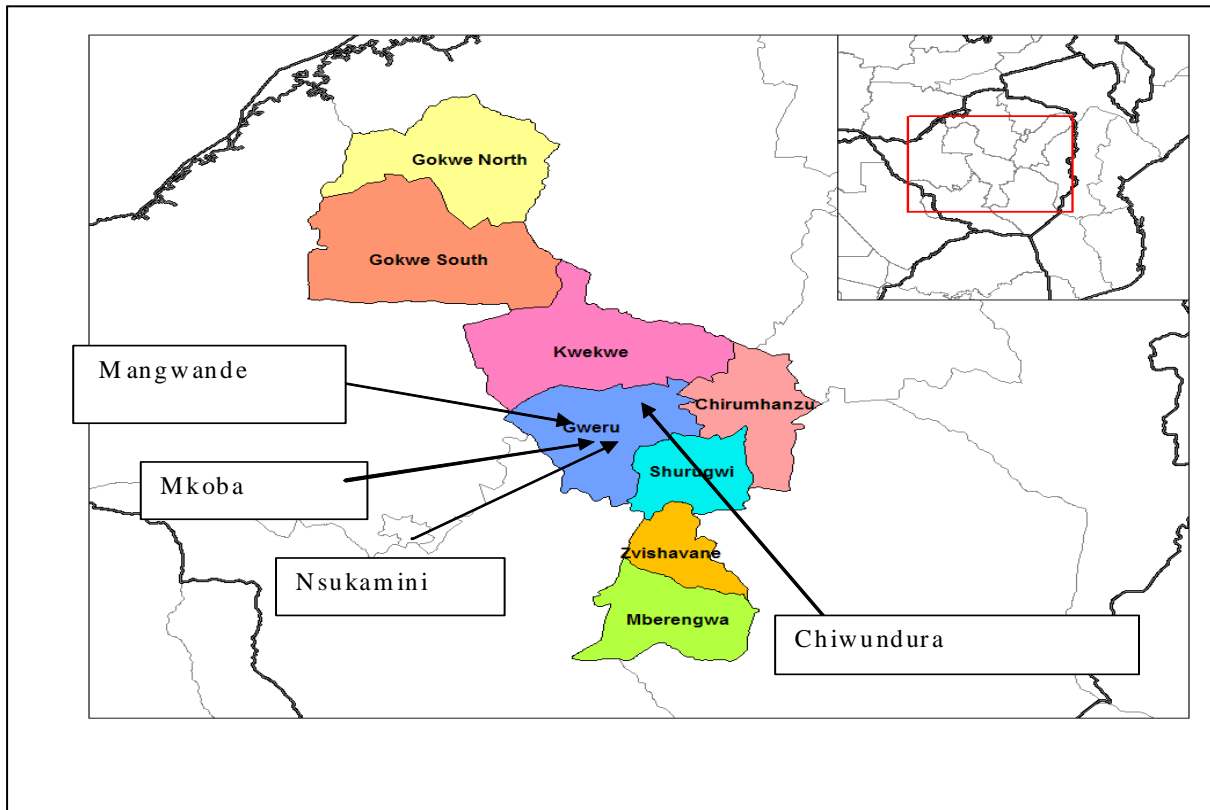 Gokwe North
Gokwe South
Kwekwe
Mangwande
Chirumhanzu
Gweru
Shurugwi
Mkoba
Zvishavane
Nsukamini
Mberengwa
Chiwundura